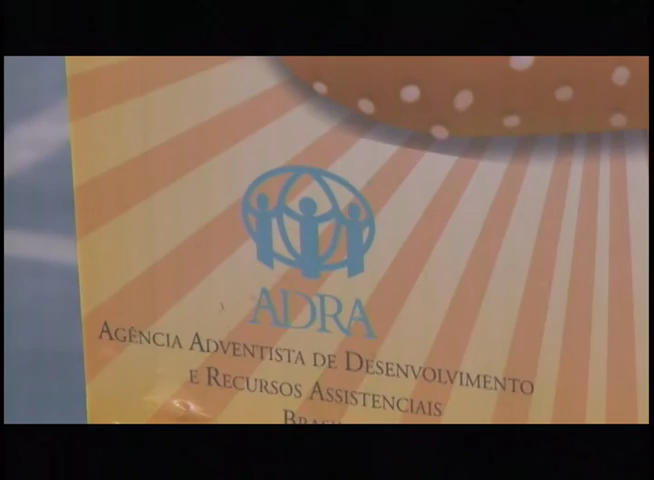 ADRA
AGÊNCIA ADVENTISTA DE DESENVOLVIMENTO
E RECURSOS ASSISTENCIAIS